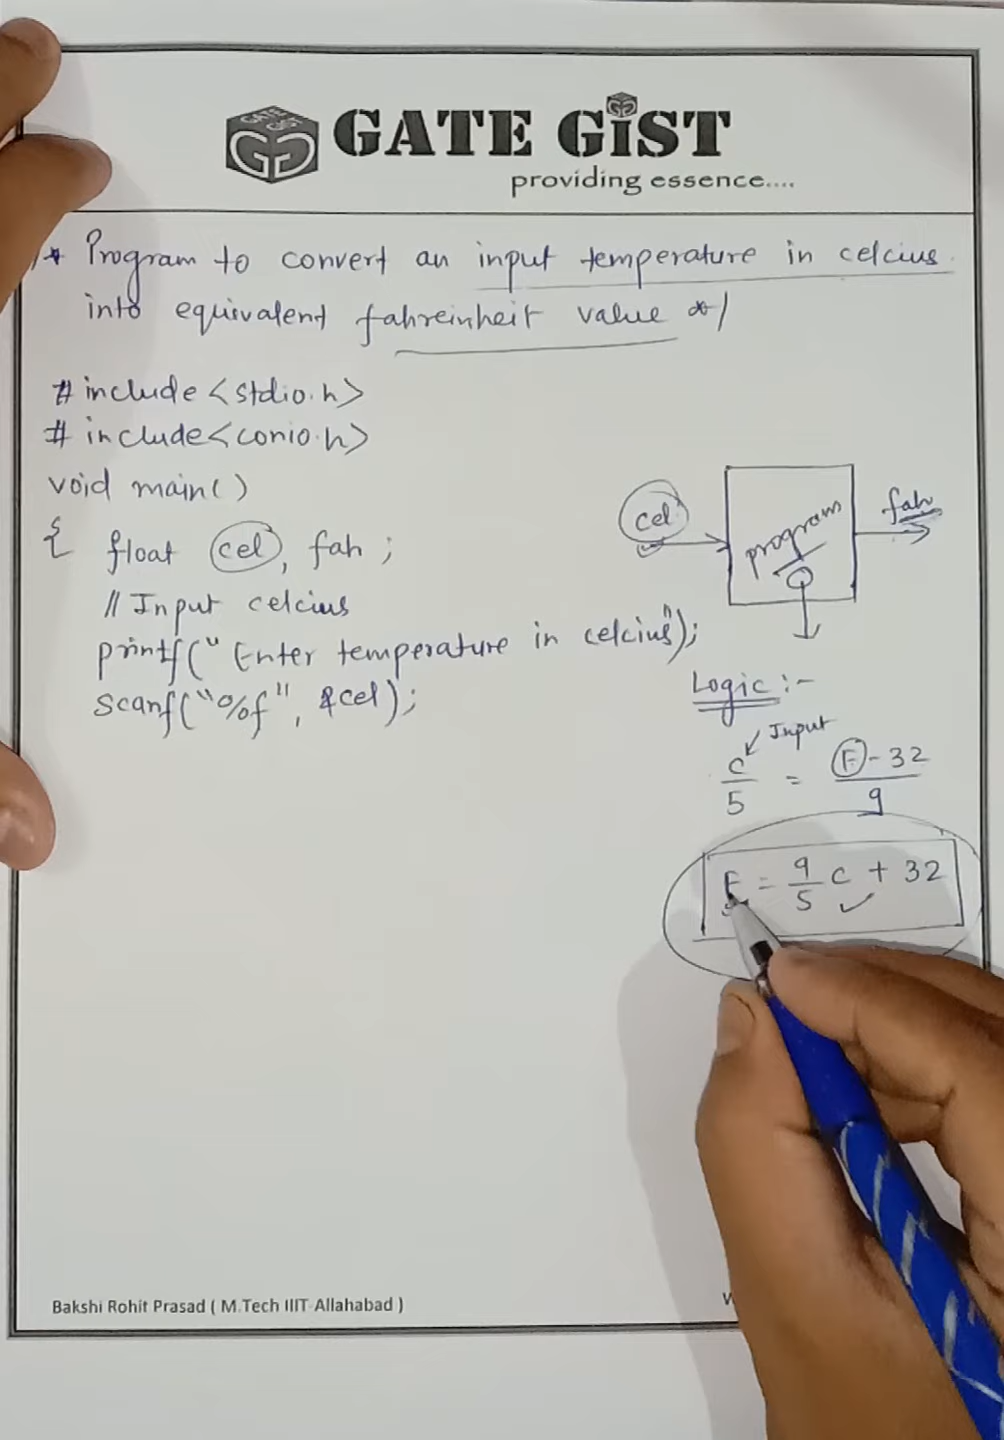 GATE GIST
GATE GiST
providing essence....
/* Program to convert an input temperature in celcius
into equivalent fahreinheit value */
# include <stdio.h>
# include <conio.h>
void main()
{ float cel, fah ;
// Input celcius
printf(" Enter temperature in celcius");
scanf("%f", &cel);
cel
program
fah
Logic :-
Input
C/5 = F-32/9
F = 9/5 C + 32
Bakshi Rohit Prasad ( M.Tech IIIT Allahabad )